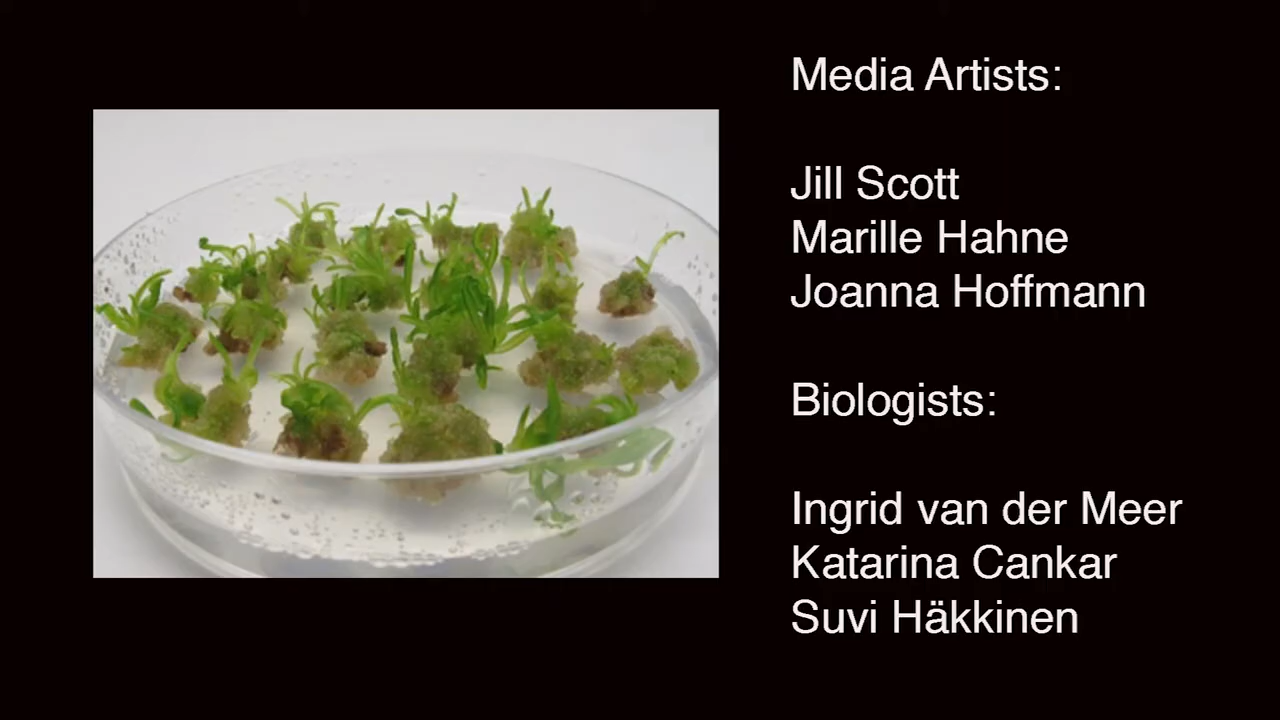 Media Artists:
Jill Scott
Marille Hahne
Joanna Hoffmann
Biologists:
Ingrid van der Meer
Katarina Cankar
Suvi Häkkinen